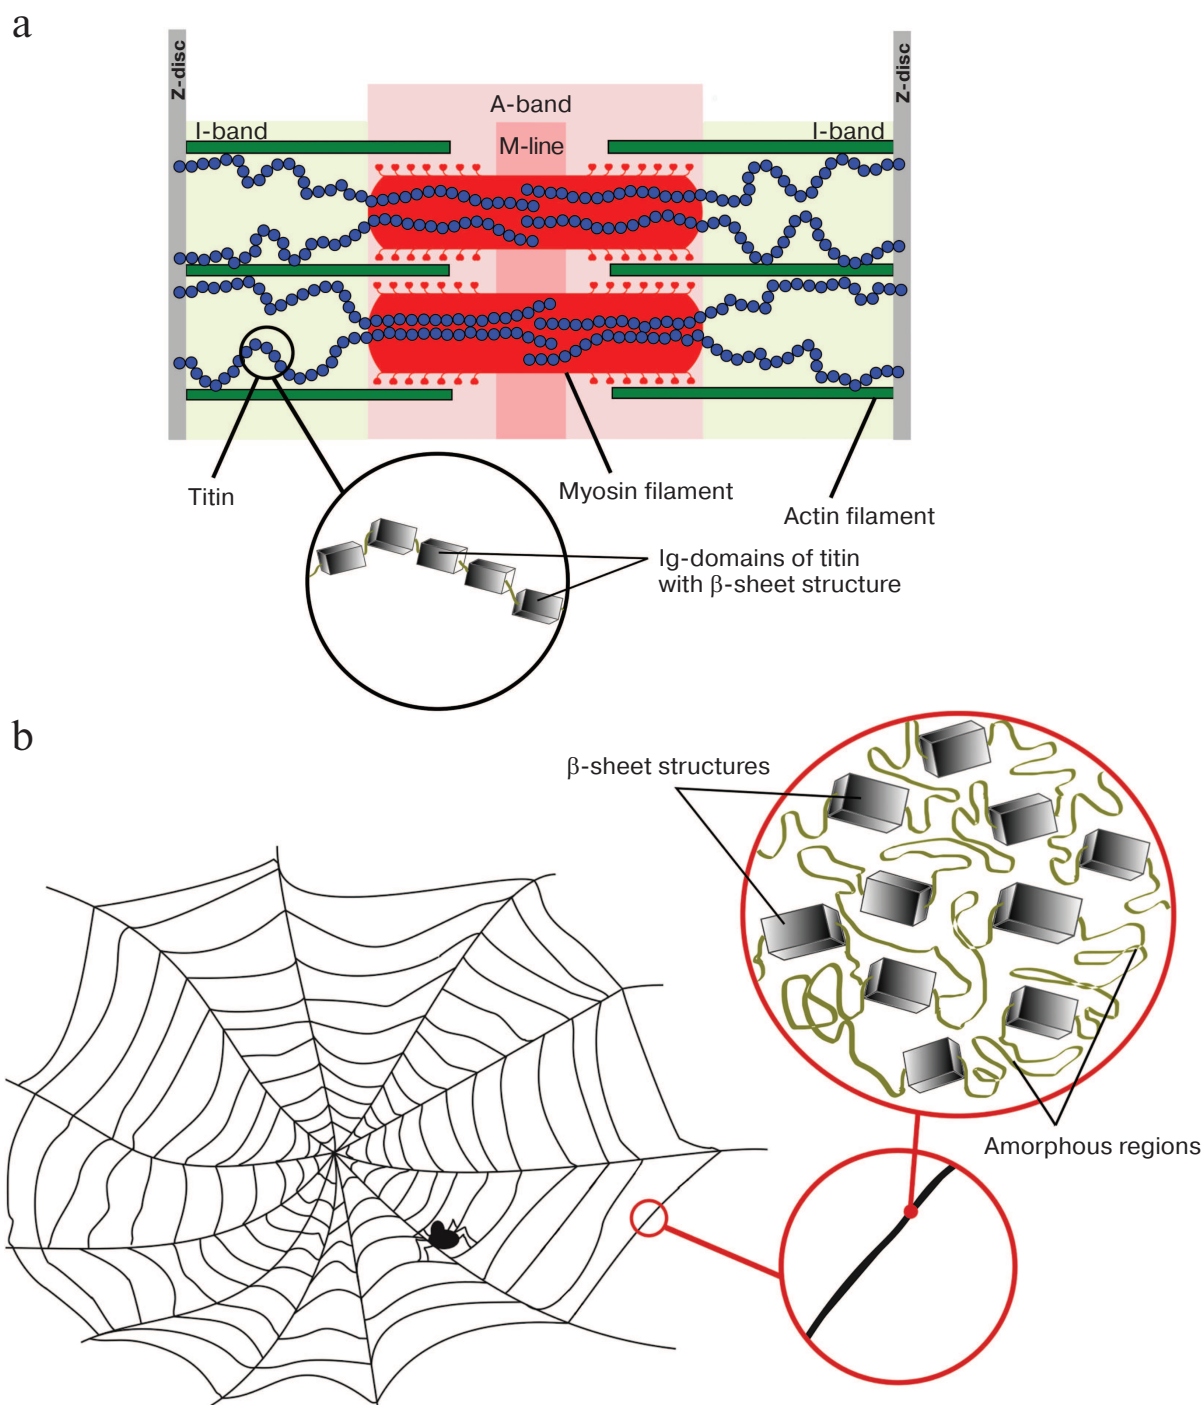 a
Z-disc
Z-disc
A-band
I-band
M-line
I-band
Titin
Myosin filament
Actin filament
Ig-domains of titin
with β-sheet structure
b
β-sheet structures
Amorphous regions